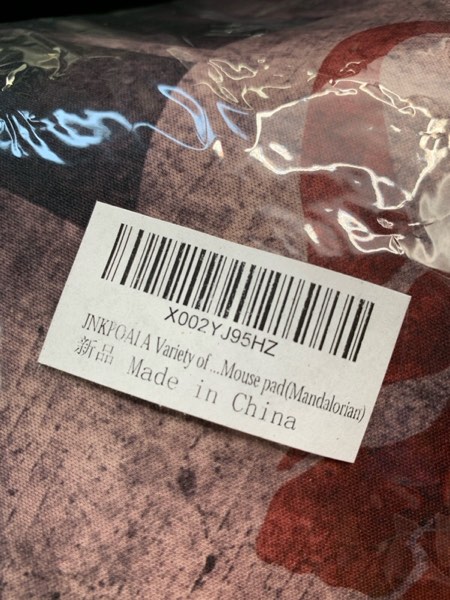 X002YJ95HZ
JNKPOAI A Variety of ...Mouse pad(Mandalorian)
新品 Made in China